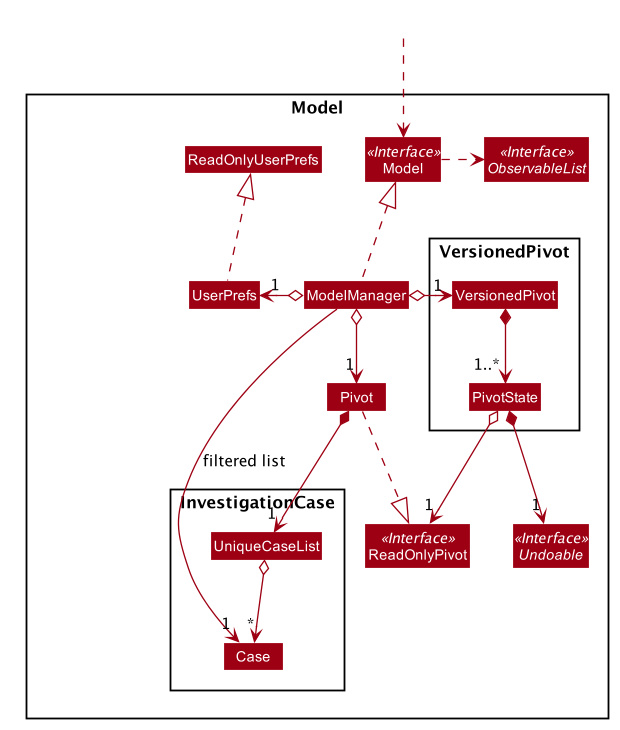 Model
ReadOnlyUserPrefs
«Interface»
Model
«Interface»
ObservableList
VersionedPivot
UserPrefs
1
ModelManager
1
VersionedPivot
1
1..*
Pivot
PivotState
filtered list
InvestigationCase
1
1
1
UniqueCaseList
«Interface»
ReadOnlyPivot
«Interface»
Undoable
1
*
Case